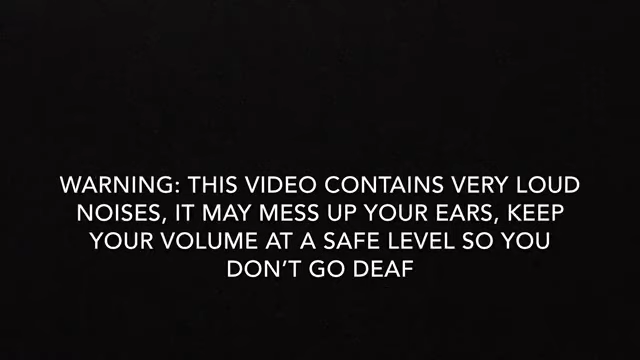 WARNING: THIS VIDEO CONTAINS VERY LOUD
NOISES, IT MAY MESS UP YOUR EARS, KEEP
YOUR VOLUME AT A SAFE LEVEL SO YOU
DON’T GO DEAF